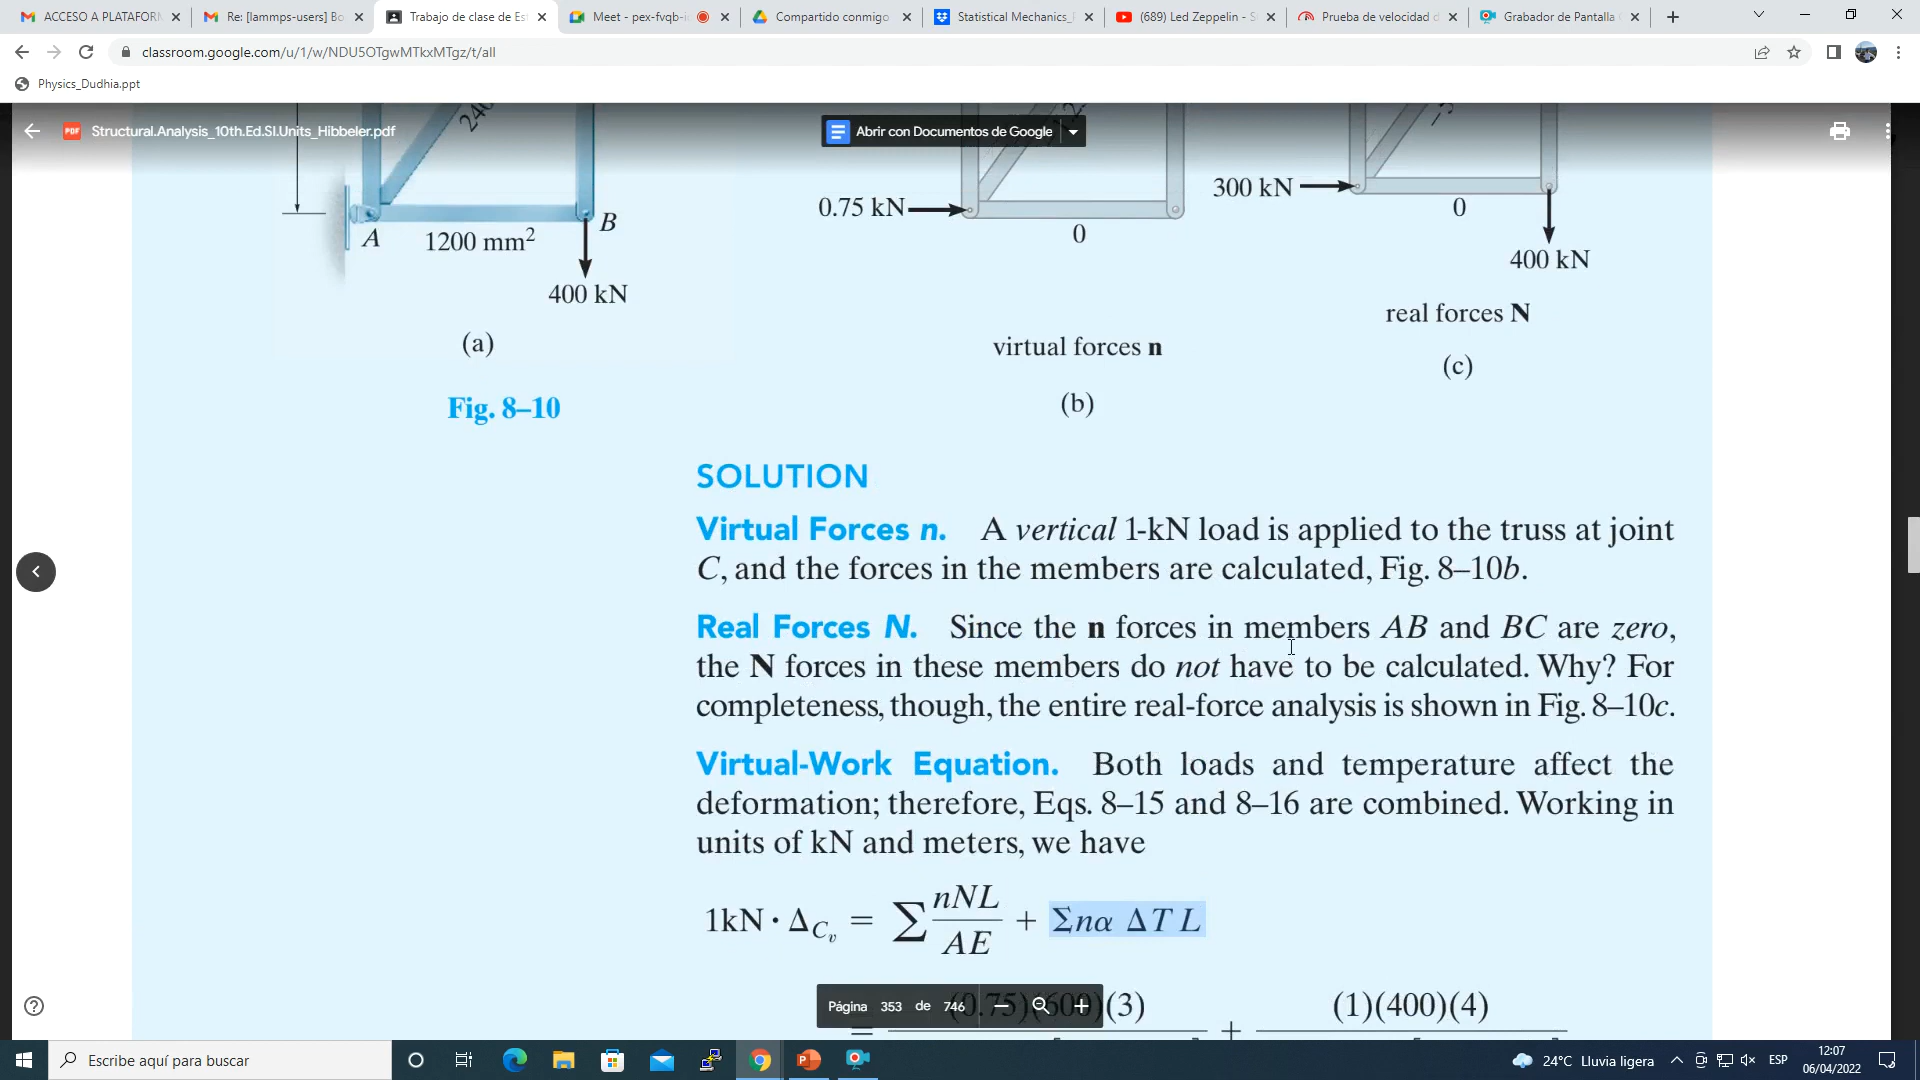 ACCESO A PLATAFOR
Re: [lammps-users] Bo
Trabajo de clase de Es
Meet - pex-fvqb-i
Compartido conmigo
Statistical Mechanics_
(689) Led Zeppelin - S
Prueba de velocidad d
Grabador de Pantalla
classroom.google.com/u/1/w/NDU5OTgwMTkxMTgz/t/all
Physics_Dudhia.ppt
PDF Structural.Analysis_10th.Ed.SI.Units_Hibbeler.pdf
Abrir con Documentos de Google
A
1200 mm²
B
400 kN
(a)
Fig. 8–10
0.75 kN
0
virtual forces n
(b)
300 kN
0
400 kN
real forces N
(c)
SOLUTION
Virtual Forces n. A vertical 1-kN load is applied to the truss at joint
C, and the forces in the members are calculated, Fig. 8–10b.
Real Forces N. Since the n forces in members AB and BC are zero,
the N forces in these members do not have to be calculated. Why? For
completeness, though, the entire real-force analysis is shown in Fig. 8–10c.
Virtual-Work Equation. Both loads and temperature affect the
deformation; therefore, Eqs. 8–15 and 8–16 are combined. Working in
units of kN and meters, we have
1kN · Δ_{C_v} = ∑ nNL/AE + Σnα ΔT L
= (0.75)(600)(3) + (1)(400)(4)
Página 353 de 746
Escribe aquí para buscar
24°C Lluvia ligera
ESP
12:07
06/04/2022